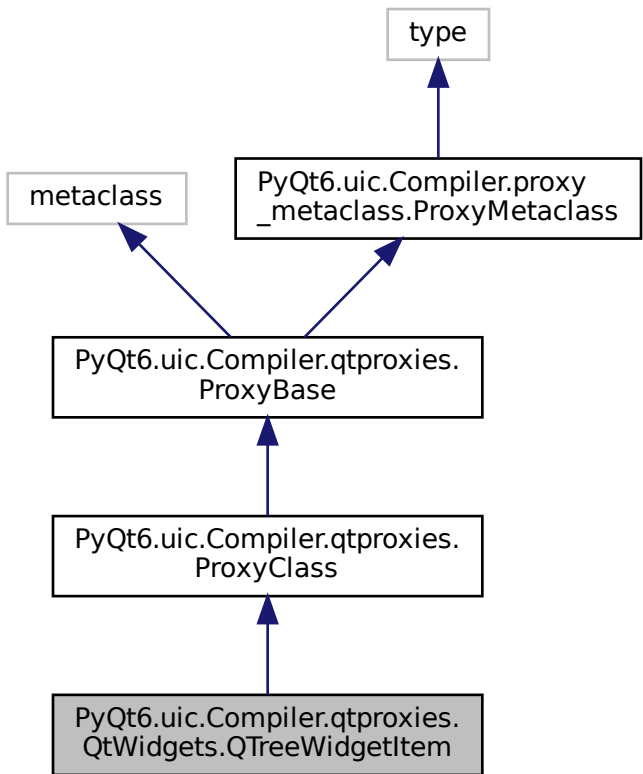 type
metaclass
PyQt6.uic.Compiler.proxy
_metaclass.ProxyMetaclass
PyQt6.uic.Compiler.qtproxies.
ProxyBase
PyQt6.uic.Compiler.qtproxies.
ProxyClass
PyQt6.uic.Compiler.qtproxies.
QtWidgets.QTreeWidgetItem